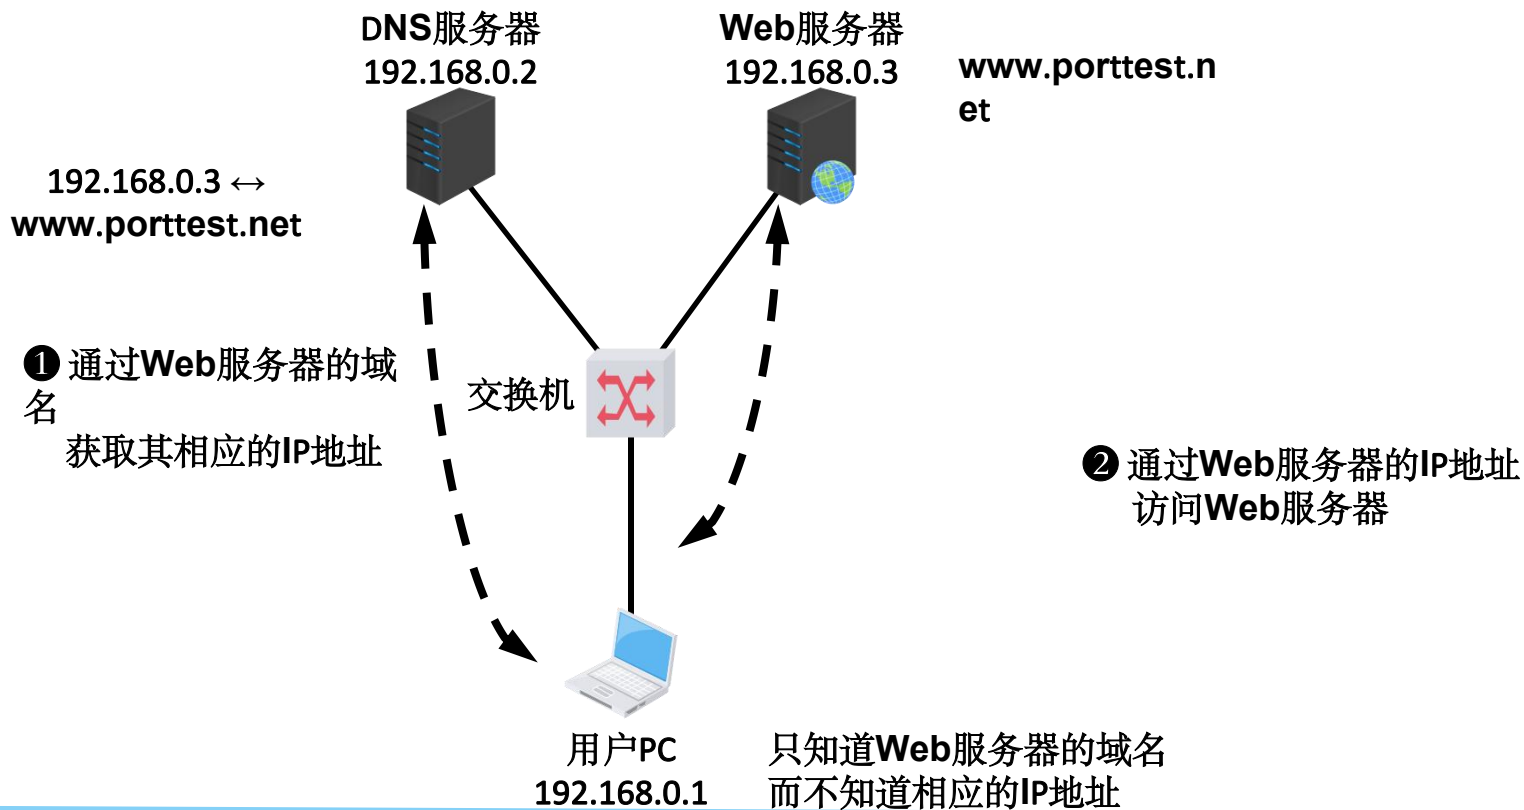 DNS服务器
192.168.0.2
Web服务器
192.168.0.3
www.porttest.n
et
192.168.0.3 ↔
www.porttest.net
❶ 通过Web服务器的域
名
获取其相应的IP地址
交换机
❷ 通过Web服务器的IP地址
访问Web服务器
用户PC
192.168.0.1
只知道Web服务器的域名
而不知道相应的IP地址